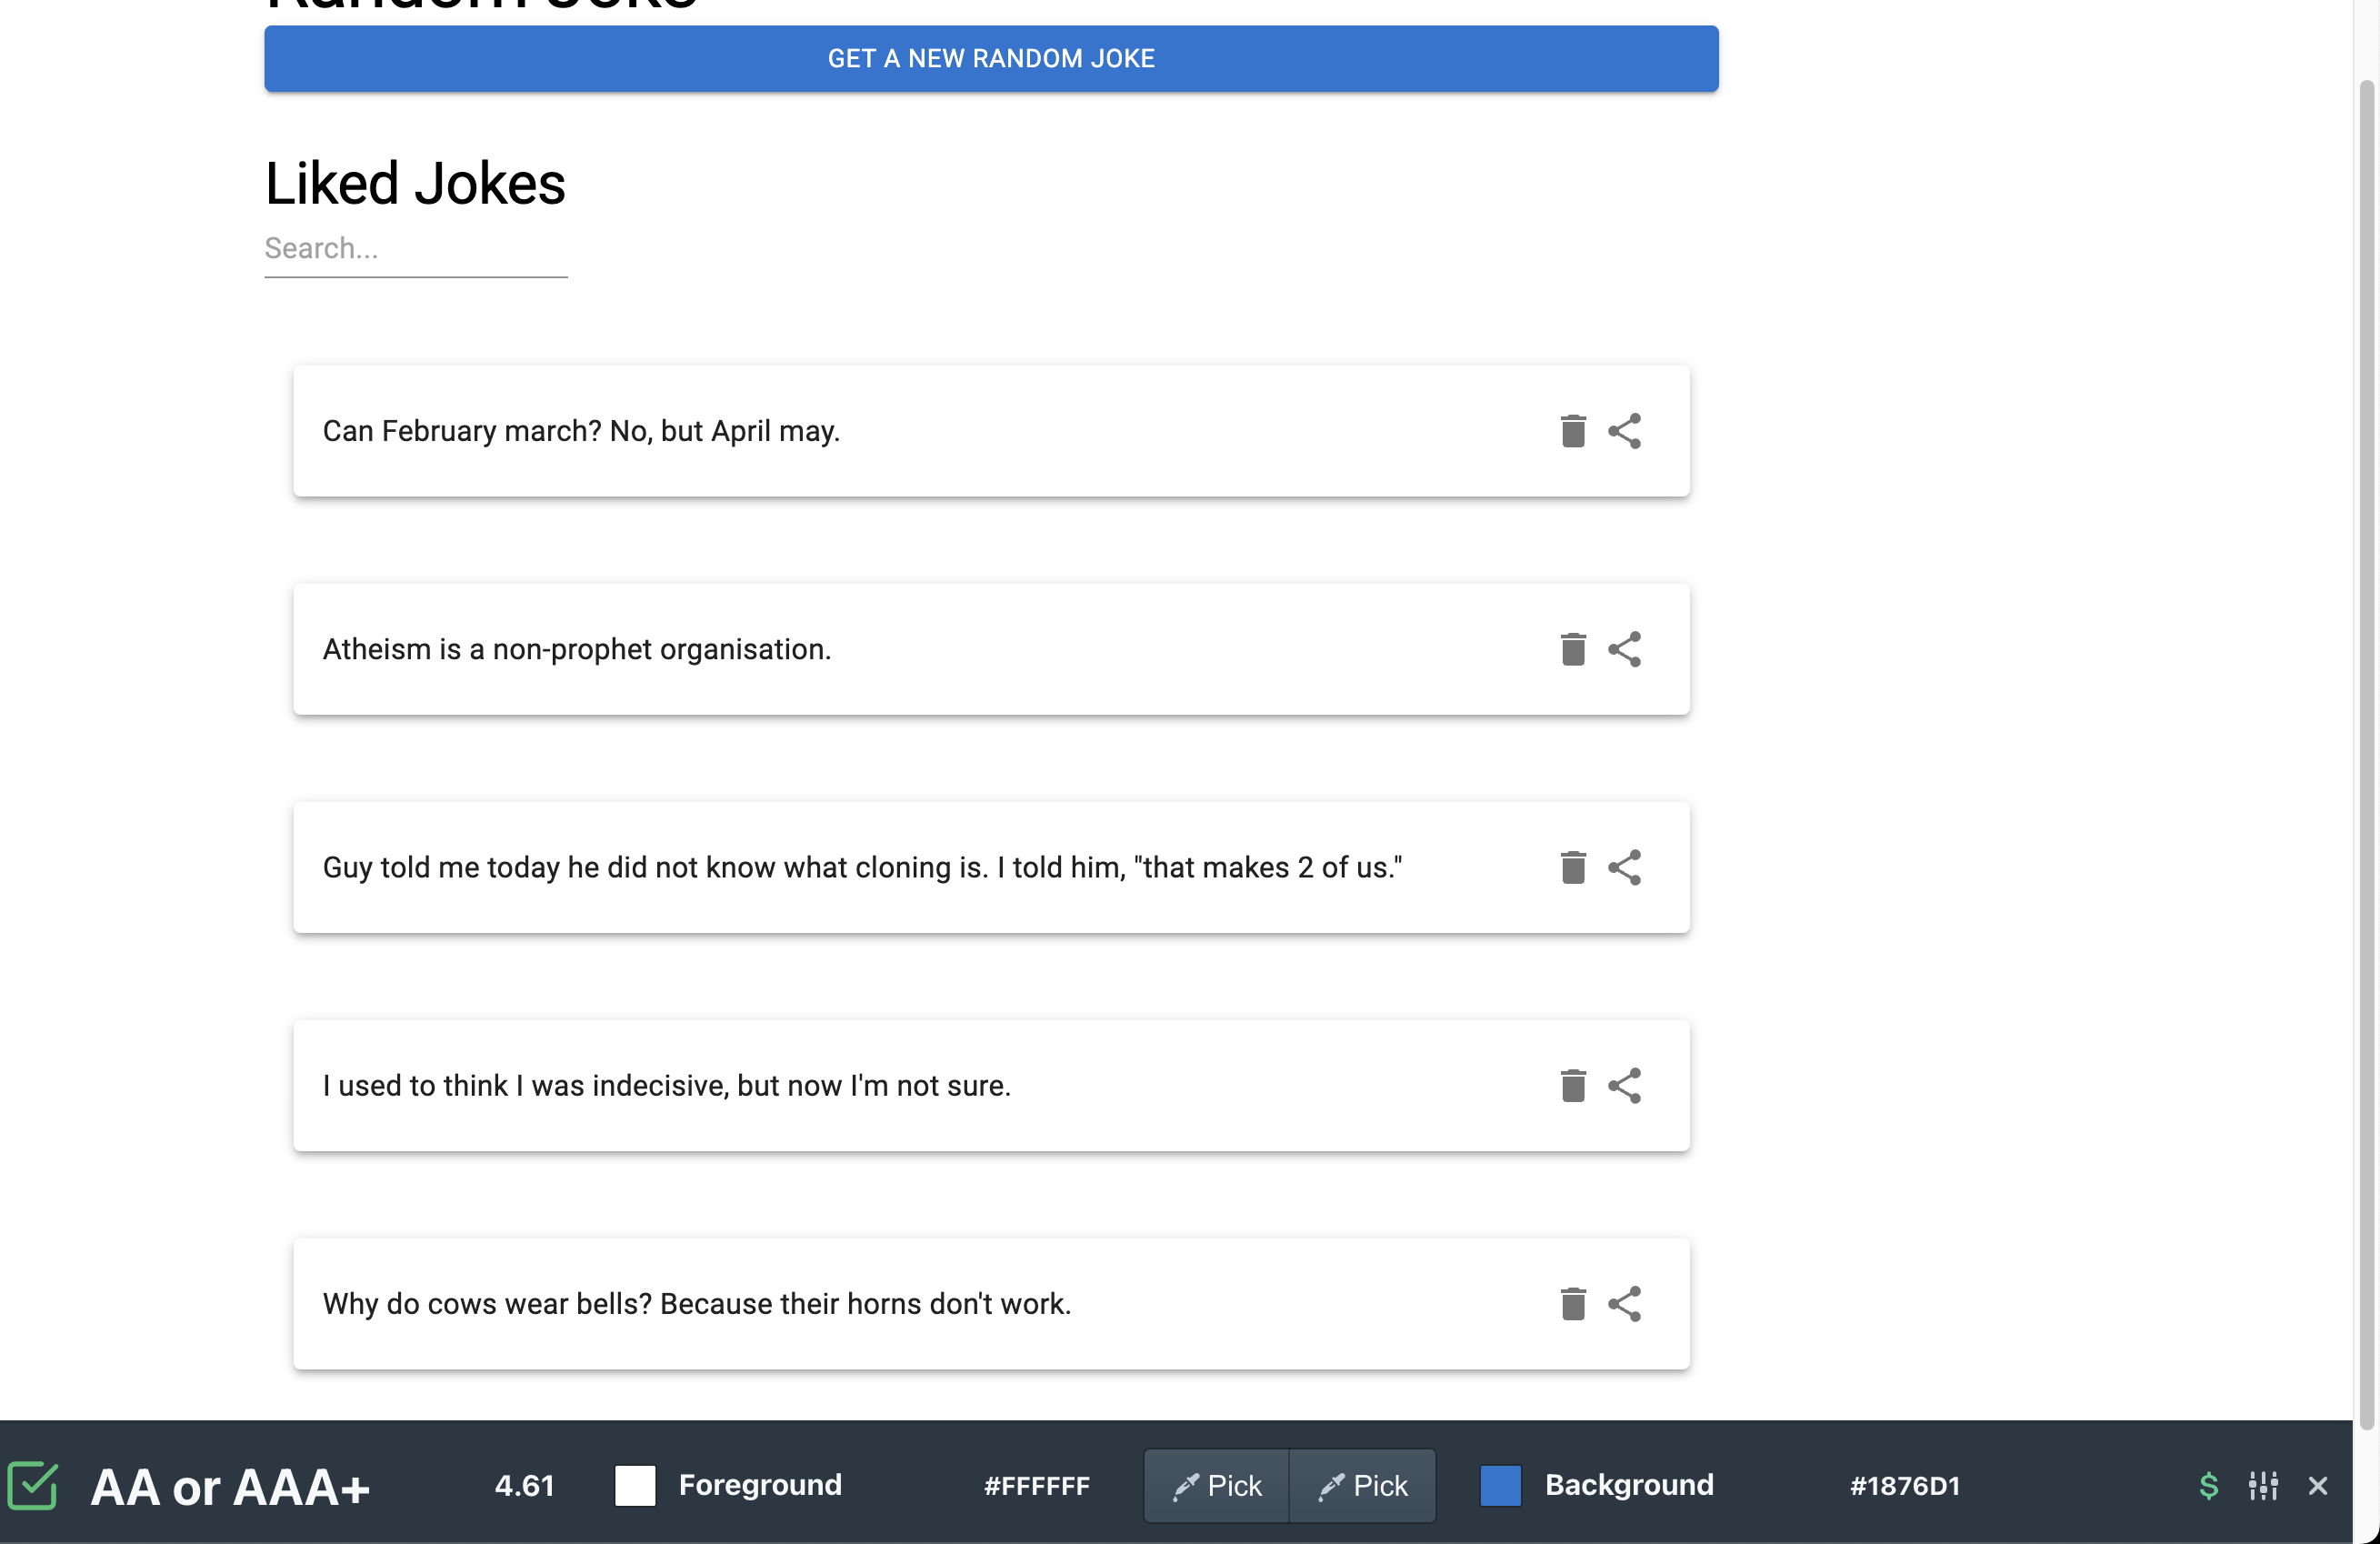 Random Joke
GET A NEW RANDOM JOKE
Liked Jokes
Search...
Can February march? No, but April may.
Atheism is a non-prophet organisation.
Guy told me today he did not know what cloning is. I told him, "that makes 2 of us."
I used to think I was indecisive, but now I'm not sure.
Why do cows wear bells? Because their horns don't work.
AA or AAA+ 4.61 Foreground #FFFFFF Pick Pick Background #1876D1 $